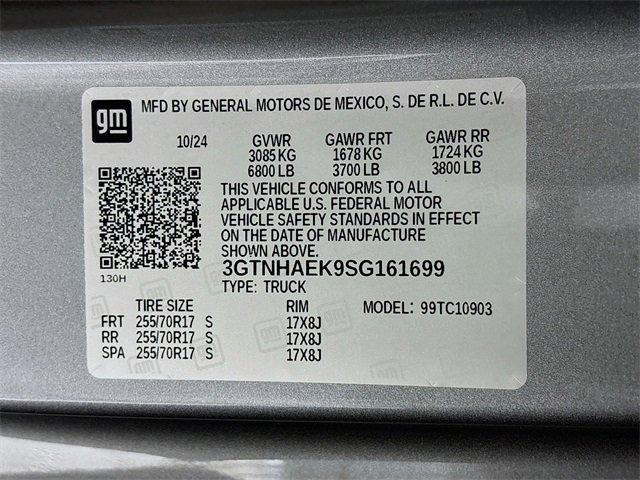 gm
MFD BY GENERAL MOTORS DE MEXICO, S. DE R.L. DE C.V.
10/24 GVWR GAWR FRT GAWR RR
3085 KG 1678 KG 1724 KG
6800 LB 3700 LB 3800 LB
THIS VEHICLE CONFORMS TO ALL
APPLICABLE U.S. FEDERAL MOTOR
VEHICLE SAFETY STANDARDS IN EFFECT
ON THE DATE OF MANUFACTURE
SHOWN ABOVE.
130H
3GTNHAEK9SG161699
TYPE: TRUCK
TIRE SIZE RIM MODEL: 99TC10903
FRT 255/70R17 S 17X8J
RR 255/70R17 S 17X8J
SPA 255/70R17 S 17X8J